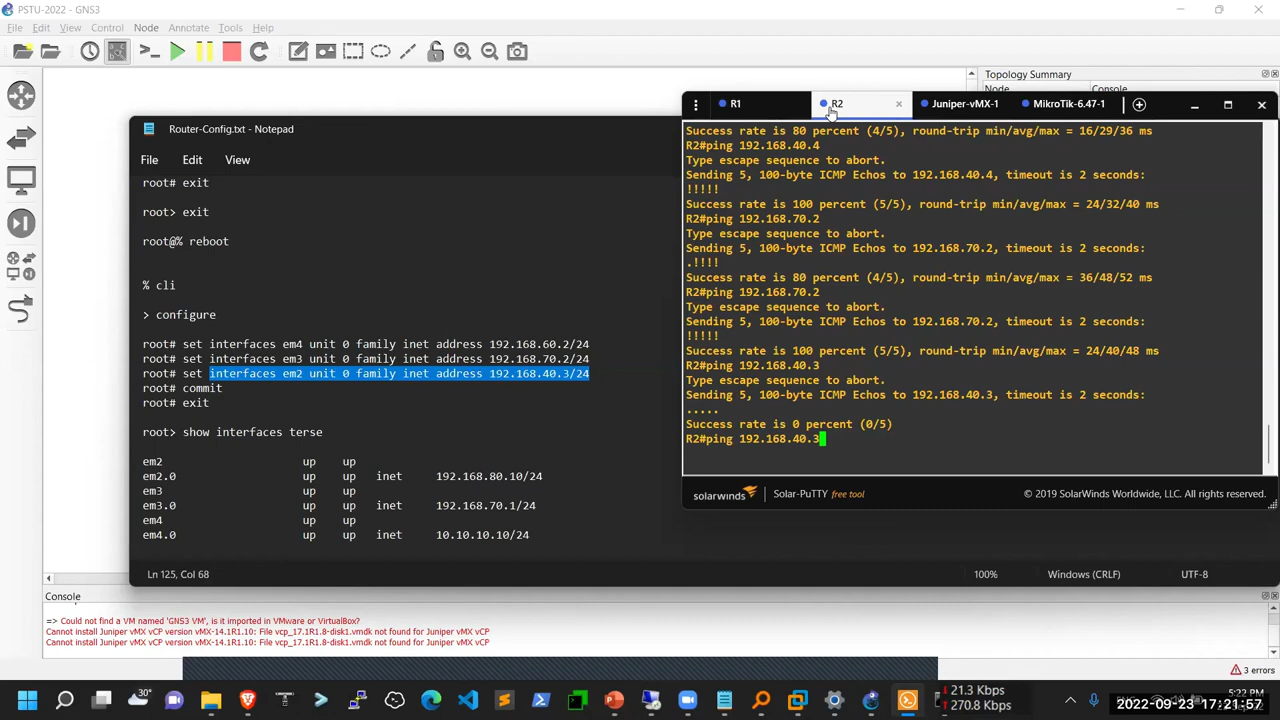 PSTU-2022 - GNS3
File Edit View Control Node Annotate Tools Help
Topology Summary
Node Console
Router-Config.txt - Notepad
File Edit View
root# exit
root> exit
root@% reboot
% cli
> configure
root# set interfaces em4 unit 0 family inet address 192.168.60.2/24
root# set interfaces em3 unit 0 family inet address 192.168.70.2/24
root# set interfaces em2 unit 0 family inet address 192.168.40.3/24
root# commit
root# exit
root> show interfaces terse
em2 up up
em2.0 up up inet 192.168.80.10/24
em3 up up
em3.0 up up inet 192.168.70.1/24
em4 up up
em4.0 up up inet 10.10.10.10/24
Ln 125, Col 68 100% Windows (CRLF) UTF-8
R1 R2 Juniper-vMX-1 MikroTik-6.47-1
Success rate is 80 percent (4/5), round-trip min/avg/max = 16/29/36 ms
R2#ping 192.168.40.4
Type escape sequence to abort.
Sending 5, 100-byte ICMP Echos to 192.168.40.4, timeout is 2 seconds:
!!!!!
Success rate is 100 percent (5/5), round-trip min/avg/max = 24/32/40 ms
R2#ping 192.168.70.2
Type escape sequence to abort.
Sending 5, 100-byte ICMP Echos to 192.168.70.2, timeout is 2 seconds:
.!!!!
Success rate is 80 percent (4/5), round-trip min/avg/max = 36/48/52 ms
R2#ping 192.168.70.2
Type escape sequence to abort.
Sending 5, 100-byte ICMP Echos to 192.168.70.2, timeout is 2 seconds:
!!!!!
Success rate is 100 percent (5/5), round-trip min/avg/max = 24/40/48 ms
R2#ping 192.168.40.3
Type escape sequence to abort.
Sending 5, 100-byte ICMP Echos to 192.168.40.3, timeout is 2 seconds:
.....
Success rate is 0 percent (0/5)
R2#ping 192.168.40.3
solarwinds Solar-PuTTY free tool © 2019 SolarWinds Worldwide, LLC. All rights reserved.
Console
=> Could not find a VM named 'GNS3 VM', is it imported in VMware or VirtualBox?
Cannot install Juniper vMX vCP version vMX-14.1R1.10: File vcp_17.1R1.8-disk1.vmdk not found for Juniper vMX vCP
Cannot install Juniper vMX vCP version vMX-14.1R1.10: File vcp_17.1R1.8-disk1.vmdk not found for Juniper vMX vCP
3 errors
30°
21.3 Kbps
270.8 Kbps
5:22 PM
2022-09-23 17:21:57